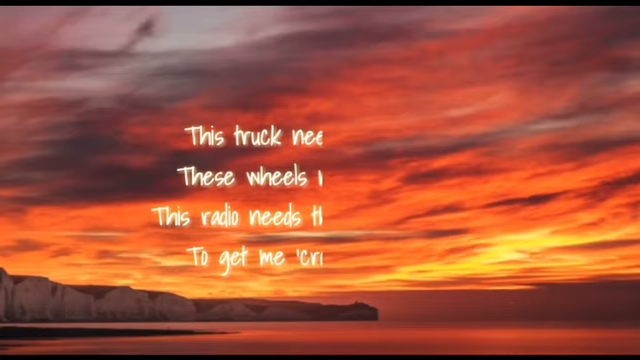 This truck
These wheels
This radio needs
To get me